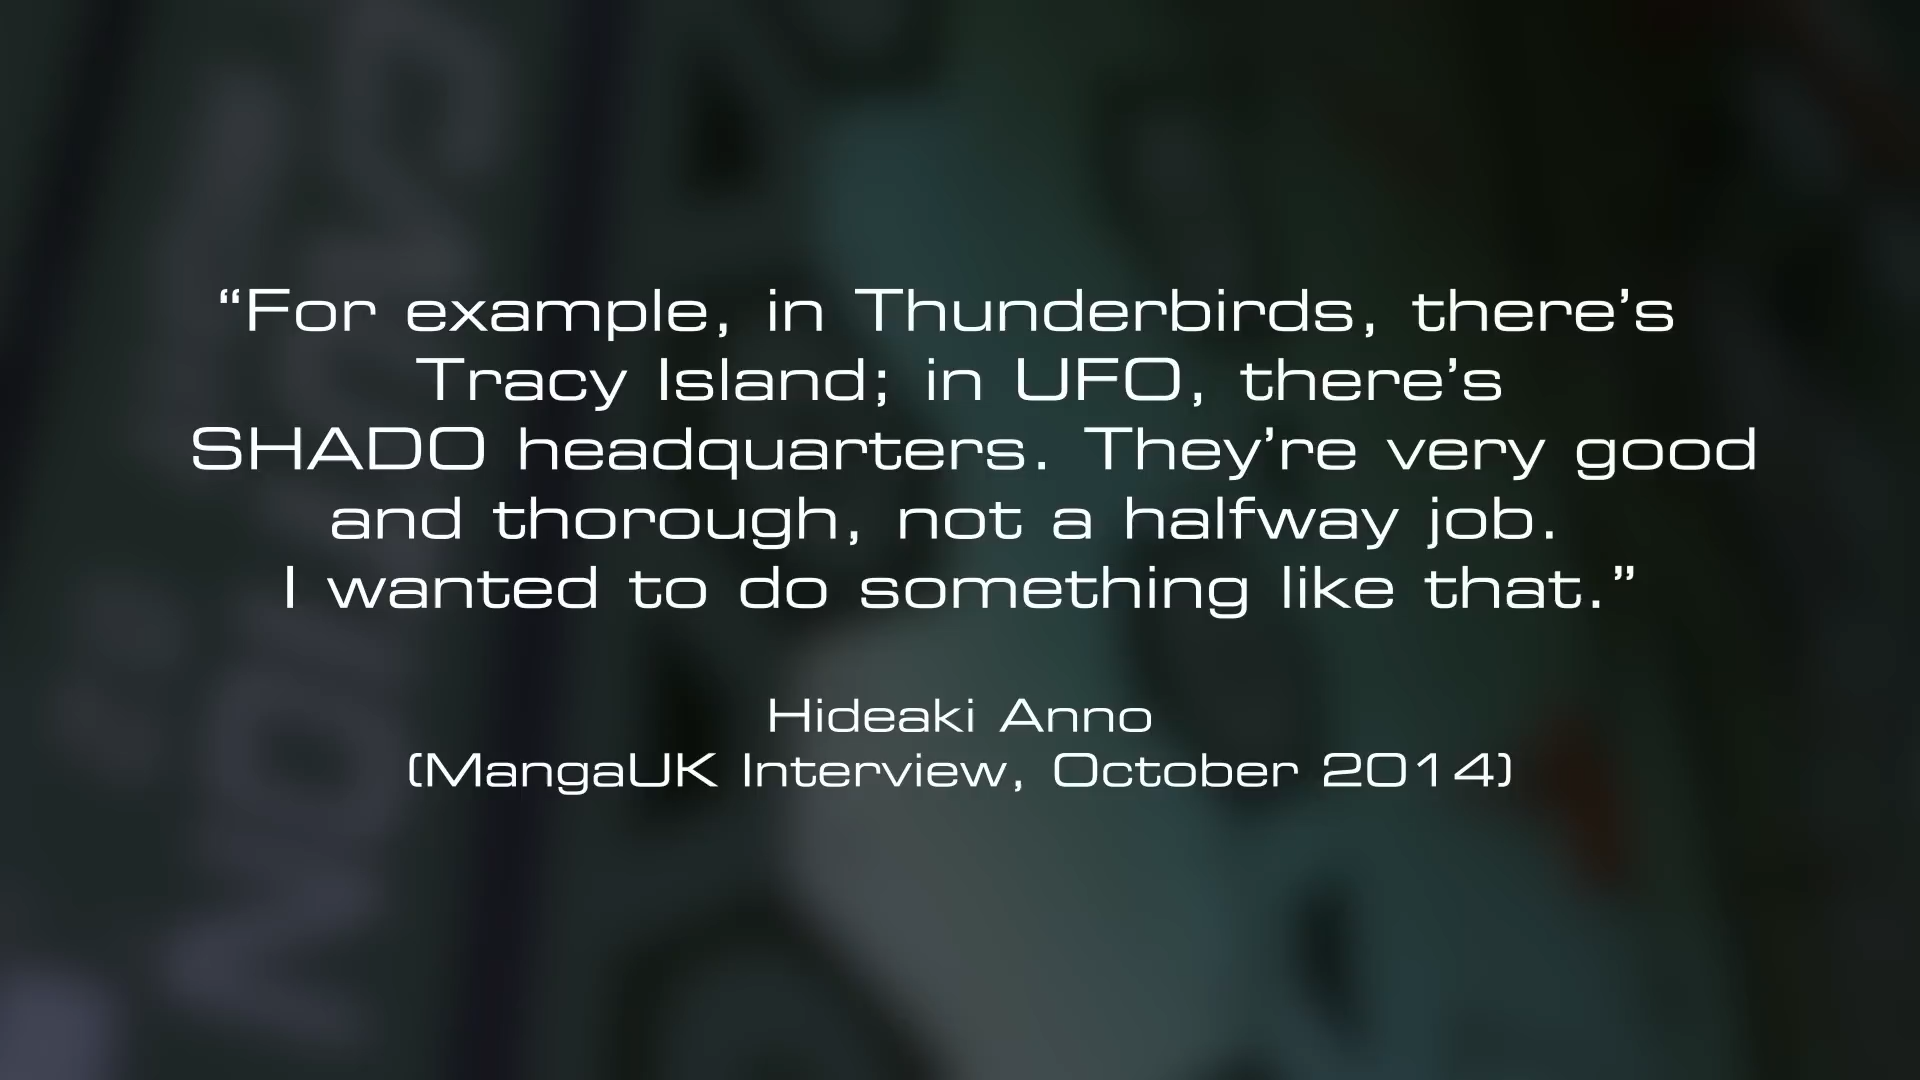 “For example, in Thunderbirds, there’s
Tracy Island; in UFO, there’s
SHADO headquarters. They’re very good
and thorough, not a halfway job.
I wanted to do something like that.”
Hideaki Anno
(MangaUK Interview, October 2014)